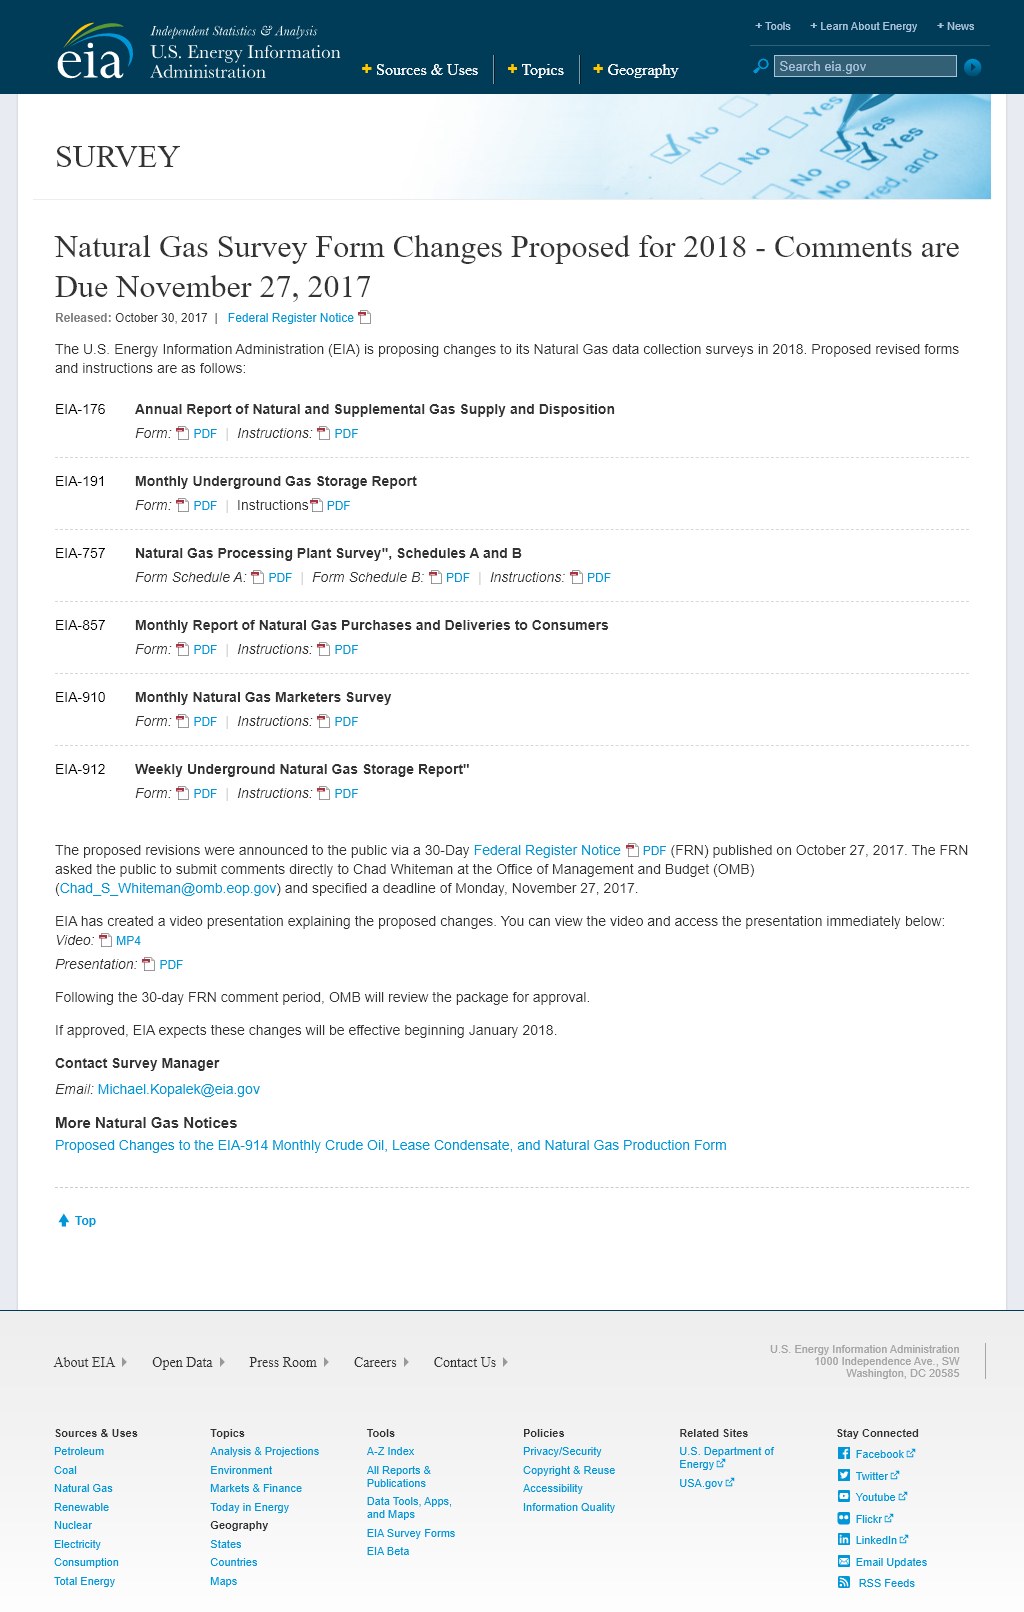 Independent Statistics & Analysis
U.S. Energy Information
Administration
eia
+ Tools + Learn About Energy + News
+ Sources & Uses + Topics + Geography
Search eia.gov
SURVEY
No
Yes
Yes
No
No
No
rred, and
Natural Gas Survey Form Changes Proposed for 2018 - Comments are
Due November 27, 2017
Released: October 30, 2017 | Federal Register Notice
The U.S. Energy Information Administration (EIA) is proposing changes to its Natural Gas data collection surveys in 2018. Proposed revised forms
and instructions are as follows:
EIA-176 Annual Report of Natural and Supplemental Gas Supply and Disposition
Form: PDF | Instructions: PDF
EIA-191 Monthly Underground Gas Storage Report
Form: PDF | Instructions PDF
EIA-757 Natural Gas Processing Plant Survey", Schedules A and B
Form Schedule A: PDF | Form Schedule B: PDF | Instructions: PDF
EIA-857 Monthly Report of Natural Gas Purchases and Deliveries to Consumers
Form: PDF | Instructions: PDF
EIA-910 Monthly Natural Gas Marketers Survey
Form: PDF | Instructions: PDF
EIA-912 Weekly Underground Natural Gas Storage Report"
Form: PDF | Instructions: PDF
The proposed revisions were announced to the public via a 30-Day Federal Register Notice PDF (FRN) published on October 27, 2017. The FRN
asked the public to submit comments directly to Chad Whiteman at the Office of Management and Budget (OMB)
(Chad_S_Whiteman@omb.eop.gov) and specified a deadline of Monday, November 27, 2017.
EIA has created a video presentation explaining the proposed changes. You can view the video and access the presentation immediately below:
Video: MP4
Presentation: PDF
Following the 30-day FRN comment period, OMB will review the package for approval.
If approved, EIA expects these changes will be effective beginning January 2018.
Contact Survey Manager
Email: Michael.Kopalek@eia.gov
More Natural Gas Notices
Proposed Changes to the EIA-914 Monthly Crude Oil, Lease Condensate, and Natural Gas Production Form
Top
About EIA Open Data Press Room Careers Contact Us
U.S. Energy Information Administration
1000 Independence Ave., SW
Washington, DC 20585
Sources & Uses
Petroleum
Coal
Natural Gas
Renewable
Nuclear
Electricity
Consumption
Total Energy
Topics
Analysis & Projections
Environment
Markets & Finance
Today in Energy
Geography
States
Countries
Maps
Tools
A-Z Index
All Reports &
Publications
Data Tools, Apps,
and Maps
EIA Survey Forms
EIA Beta
Policies
Privacy/Security
Copyright & Reuse
Accessibility
Information Quality
Related Sites
U.S. Department of
Energy
USA.gov
Stay Connected
Facebook
Twitter
Youtube
Flickr
LinkedIn
Email Updates
RSS Feeds